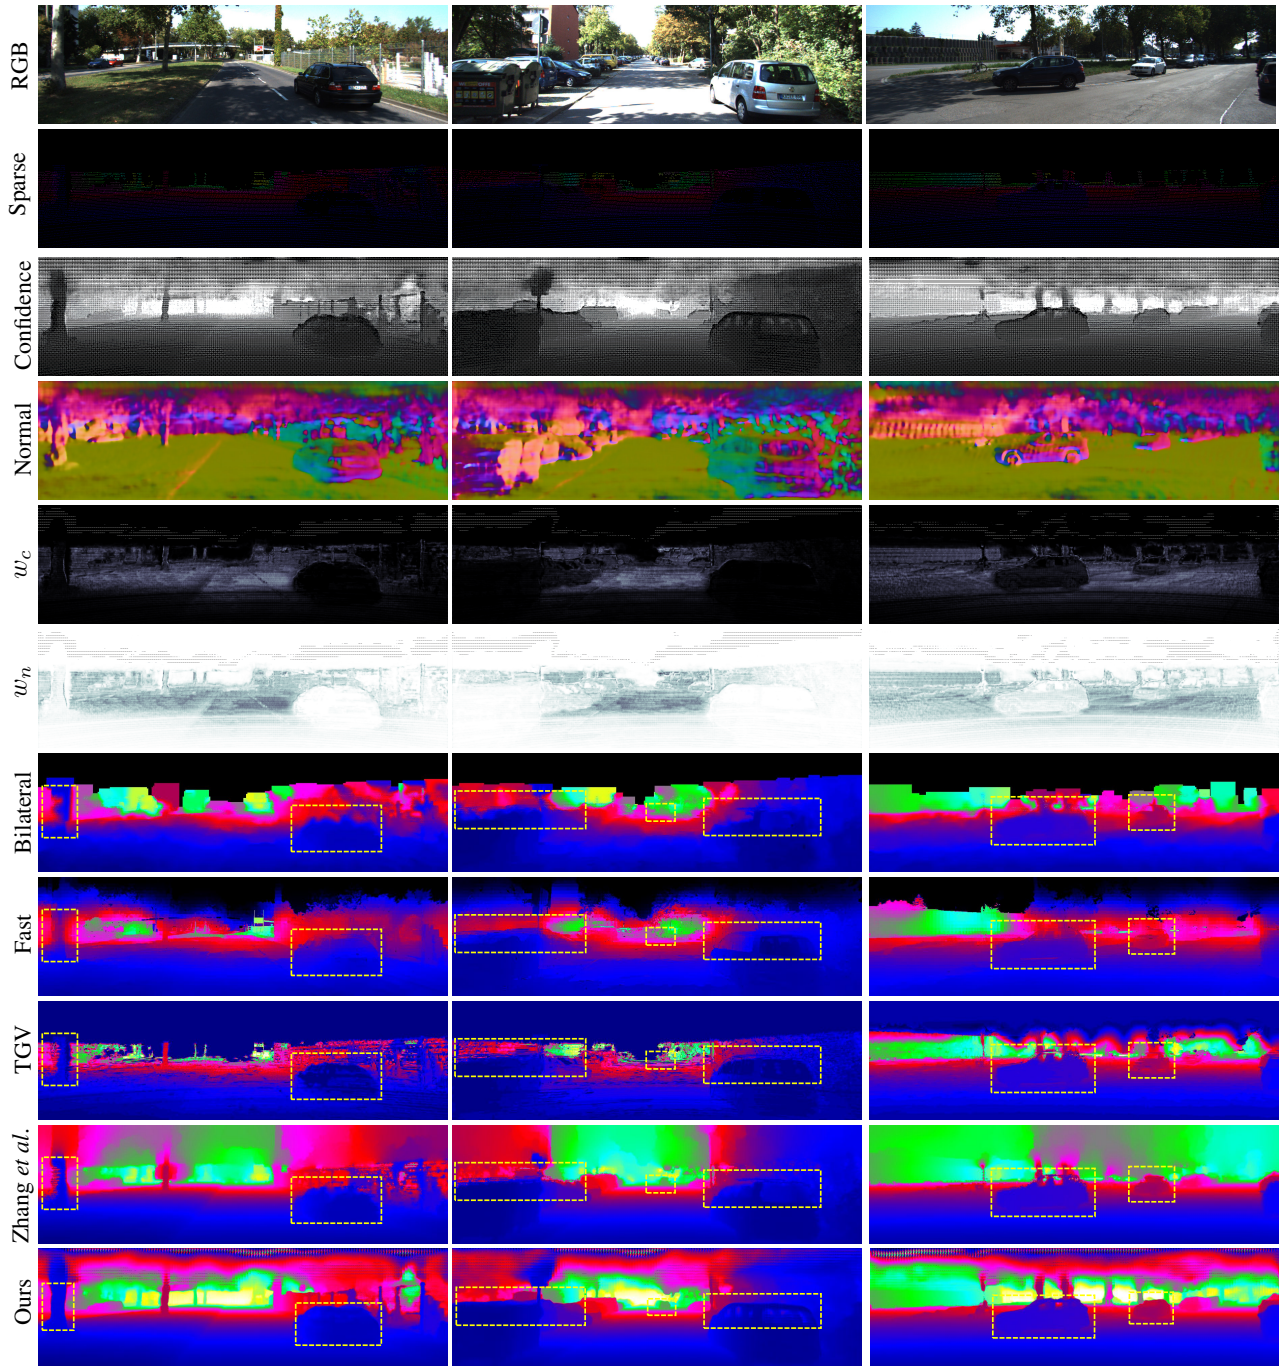 RGB
Sparse
Confidence
Normal
w_c
w_n
Bilateral
Fast
TGV
Zhang et al.
Ours